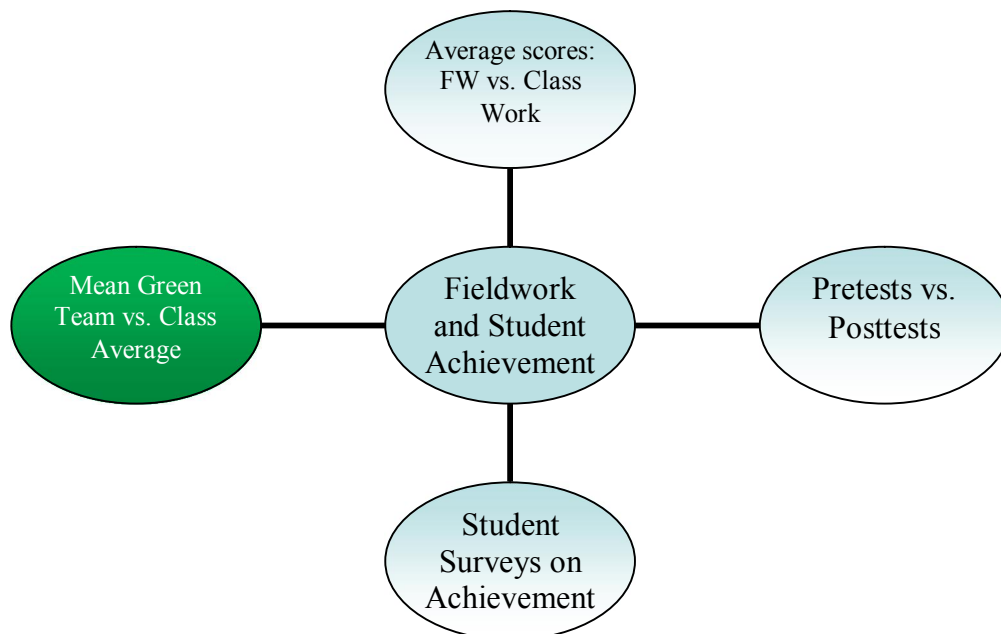 Average scores:
FW vs. Class
Work
Mean Green
Team vs. Class
Average
Fieldwork
and Student
Achievement
Pretests vs.
Posttests
Student
Surveys on
Achievement